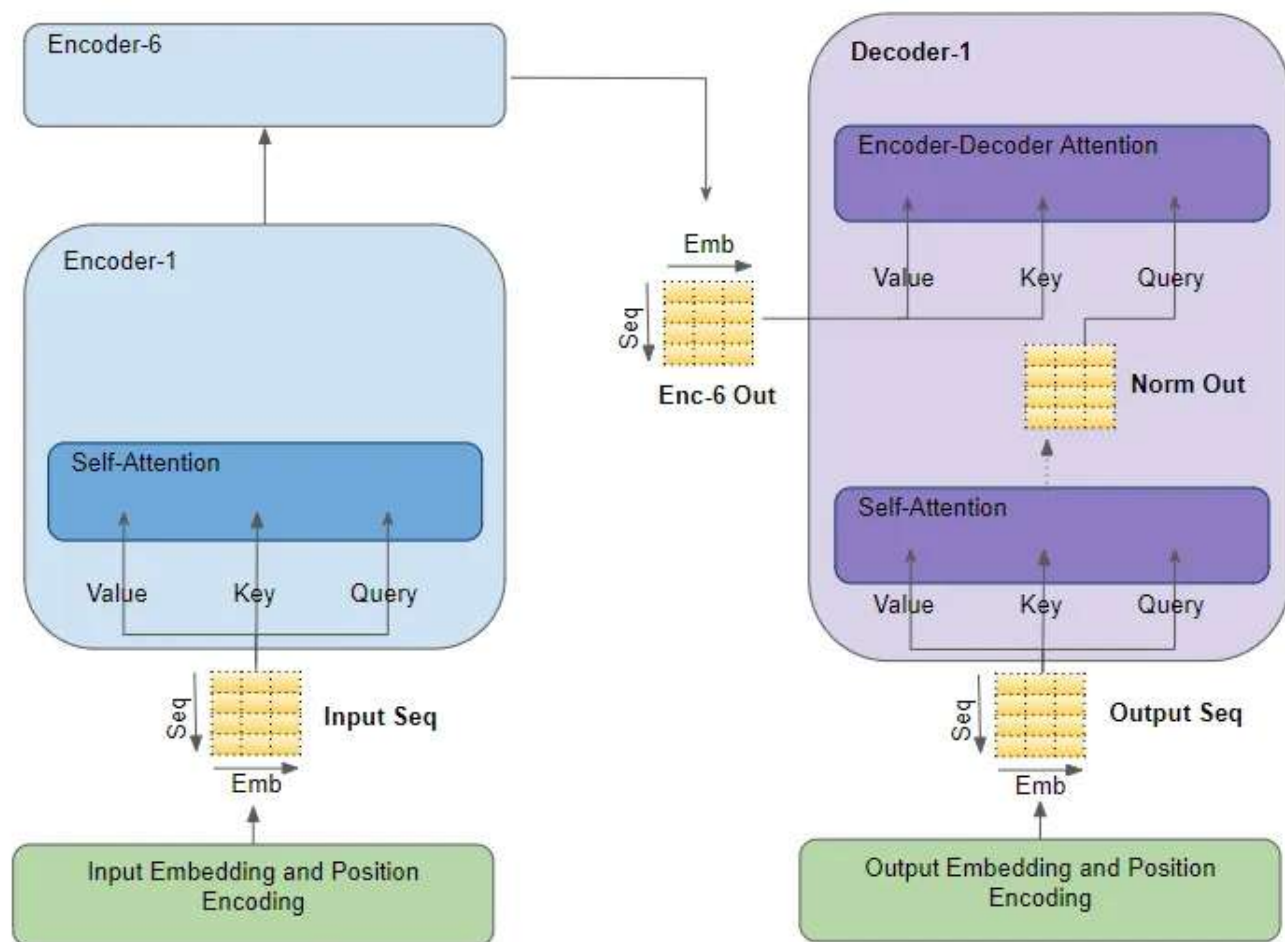 Encoder-6
Encoder-1
Self-Attention
Value Key Query
Seq
Input Seq
Emb
Input Embedding and Position
Encoding
Emb
Seq
Enc-6 Out
Decoder-1
Encoder-Decoder Attention
Value Key Query
Norm Out
Self-Attention
Value Key Query
Seq
Output Seq
Emb
Output Embedding and Position
Encoding